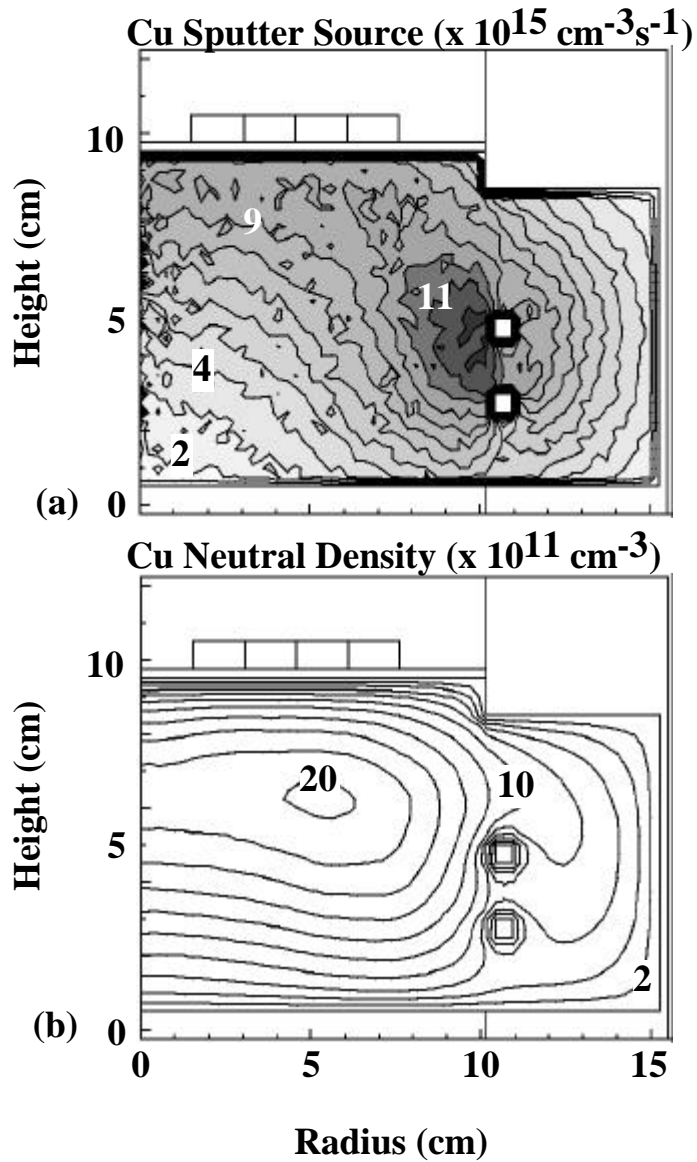 Cu Sputter Source (x 10¹⁵ cm⁻³s⁻¹)
10
9
11
5
4
2
0
Height (cm)
(a)
Cu Neutral Density (x 10¹¹ cm⁻³)
10
20
10
5
2
0
Height (cm)
(b)
0 5 10 15
Radius (cm)